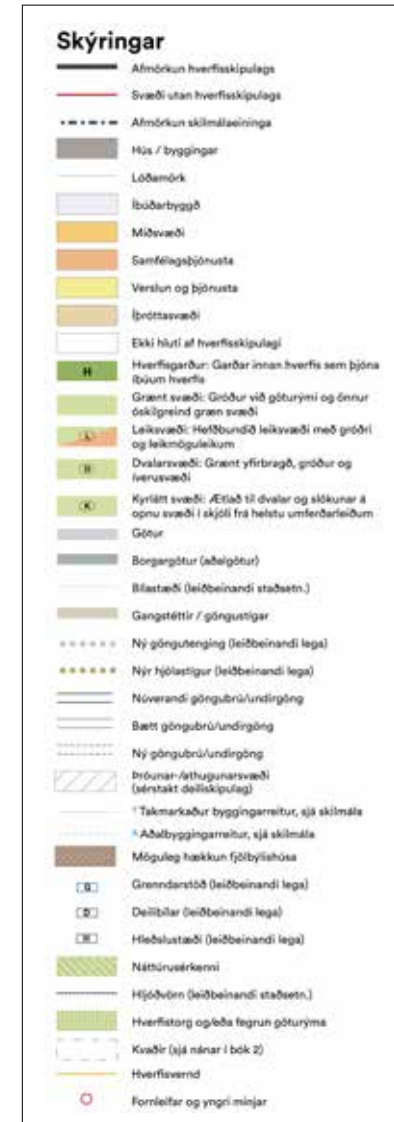 Skýringar
Afmörkun hverfisskipulags
Svæði utan hverfisskipulags
Afmörkun skilmálaeininga
Hús / byggingar
Lóðamörk
Íbúðarbyggð
Miðsvæði
Samfélagsþjónusta
Verslun og þjónusta
Íþróttasvæði
Ekki hluti af hverfisskipulagi
H Hverfisgarður: Garðar innan hverfis sem þjóna
íbúum hverfis
Grænt svæði: Gróður við göturými og önnur
óskilgreind græn svæði
L Leiksvæði: Hefðbundið leiksvæði með gróðri
og leikmöguleikum
Dvalarsvæði: Grænt yfirbragð, gróður og
íverusvæði
K Kyrlátt svæði: Ætlað til dvalar og slökunar á
opnu svæði í skjóli frá helstu umferðarleiðum
Götur
Borgargötur (aðalgötur)
Bílastæði (leiðbeinandi staðsetn.)
Gangstéttir / göngustígar
Ný göngutenging (leiðbeinandi lega)
Nýr hjólastígur (leiðbeinandi lega)
Núverandi göngubrú/undirgöng
Bætt göngubrú/undirgöng
Ný göngubrú/undirgöng
Þróunar-/athugunarsvæði
(sérstakt deiliskipulag)
Takmarkaður byggingarreitur, sjá skilmála
Aðalbyggingarreitur, sjá skilmála
Möguleg hækkun fjölbýlishúsa
G Grenndarstöð (leiðbeinandi lega)
D Deilibílar (leiðbeinandi lega)
H Hleðslustæði (leiðbeinandi lega)
Náttúrusérkenni
Hljóðvörn (leiðbeinandi staðsetn.)
Hverfistorg og/eða fegrun göturýma
Kvaðir (sjá nánar í bók 2)
Hverfisvernd
Fornleifar og yngri minjar